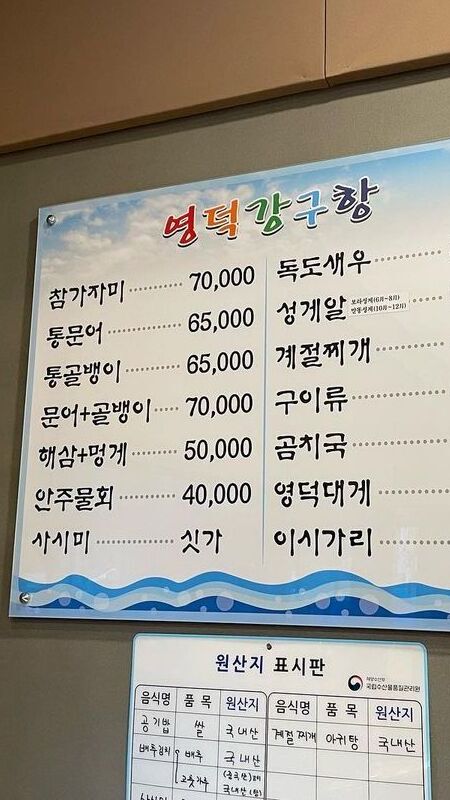 영덕강구항
참가자미 ········· 70,000
통문어 ············ 65,000
통골뱅이 ········· 65,000
문어+골뱅이 ····· 70,000
해삼+멍게 ······· 50,000
안주물회 ········· 40,000
사시미 ············ 싯가
독도새우
성게알 보라성게(6月~8月)
말똥성게(10月~12月)
계절찌개
구이류
곰치국
영덕대게
이시가리
원산지 표시판
해양수산부
국립수산물품질관리원
음식명 품 목 원산지 음식명 품 목 원산지
공기밥 쌀 국내산 계절찌개 아귀탕 국내산
배추김치 배추 국내산
고춧가루
국내산